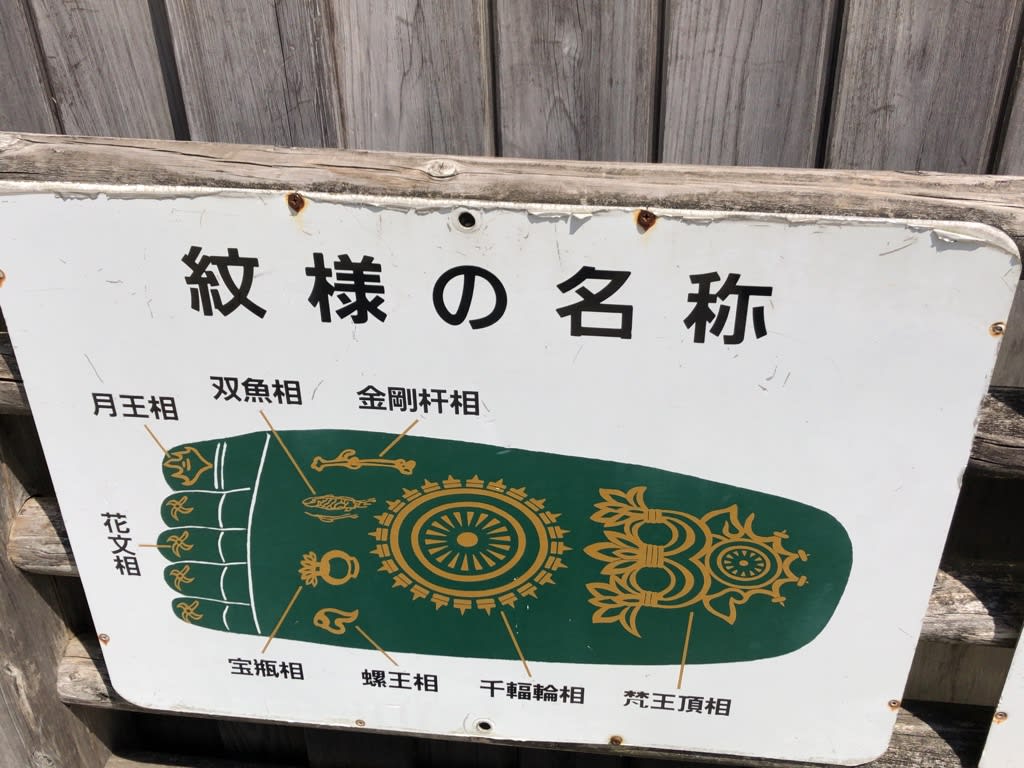 紋様の名称
月王相
双魚相
金剛杵相
花文相
宝瓶相
螺王相
千輻輪相
梵王頂相